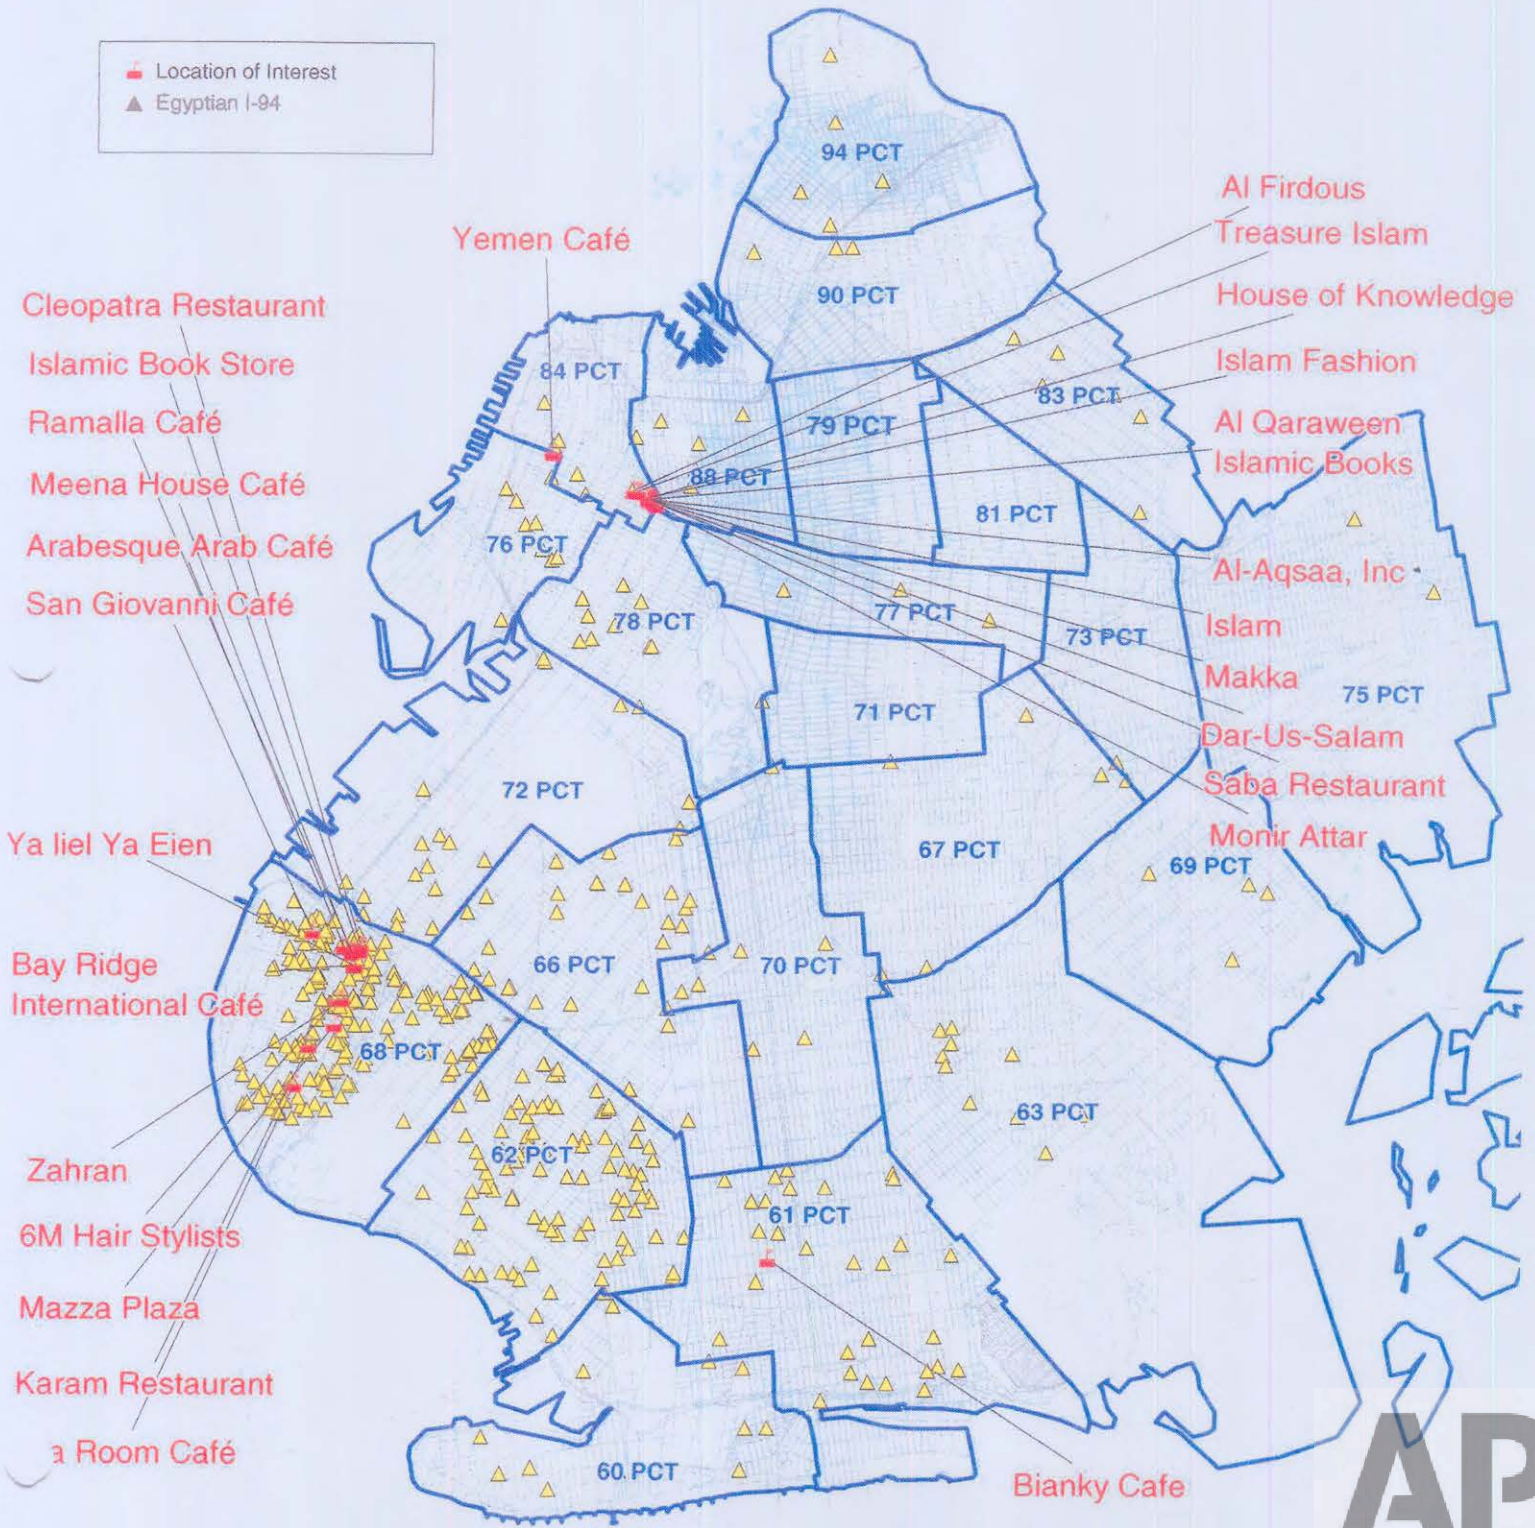 Location of Interest
Egyptian I-94
94 PCT
Al Firdous
Treasure Islam
Yemen Café
90 PCT
House of Knowledge
Cleopatra Restaurant
Islamic Book Store
84 PCT
Islam Fashion
83 PCT
Ramalla Café
79 PCT
Al Qaraween
Islamic Books
Meena House Café
88 PCT
81 PCT
Arabesque Arab Café
76 PCT
Al-Aqsaa, Inc
San Giovanni Café
78 PCT
77 PCT
73 PCT
Islam
Makka
75 PCT
71 PCT
Dar-Us-Salam
72 PCT
Saba Restaurant
Ya liel Ya Eien
67 PCT
Monir Attar
69 PCT
Bay Ridge
International Café
66 PCT
70 PCT
68 PCT
63 PCT
Zahran
62 PCT
6M Hair Stylists
61 PCT
Mazza Plaza
Karam Restaurant
a Room Café
60 PCT
Bianky Cafe
AP